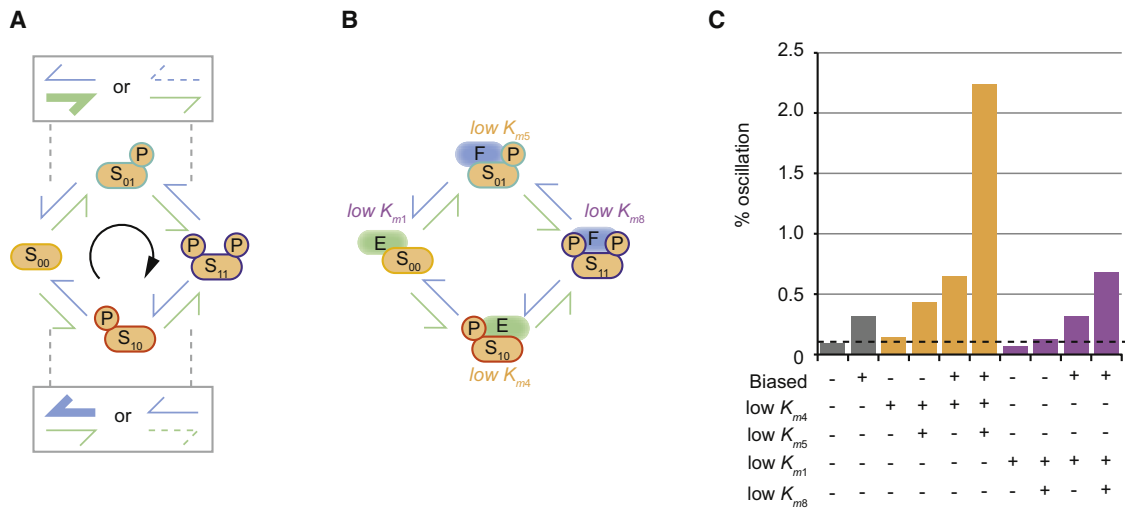 A
B
C
or
P
S01
S00
P P
S11
P
S10
or
low Km5
F P
S01
low Km1
low Km8
E
S00
P F P
S11
P E
S10
low Km4
% oscillation
2.5
2.0
1.5
1.0
0.5
0
Biased - + - - + + - - + +
low Km4 - - + + + + - - - -
low Km5 - - - + - + - - - -
low Km1 - - - - - - + + + +
low Km8 - - - - - - - + - +